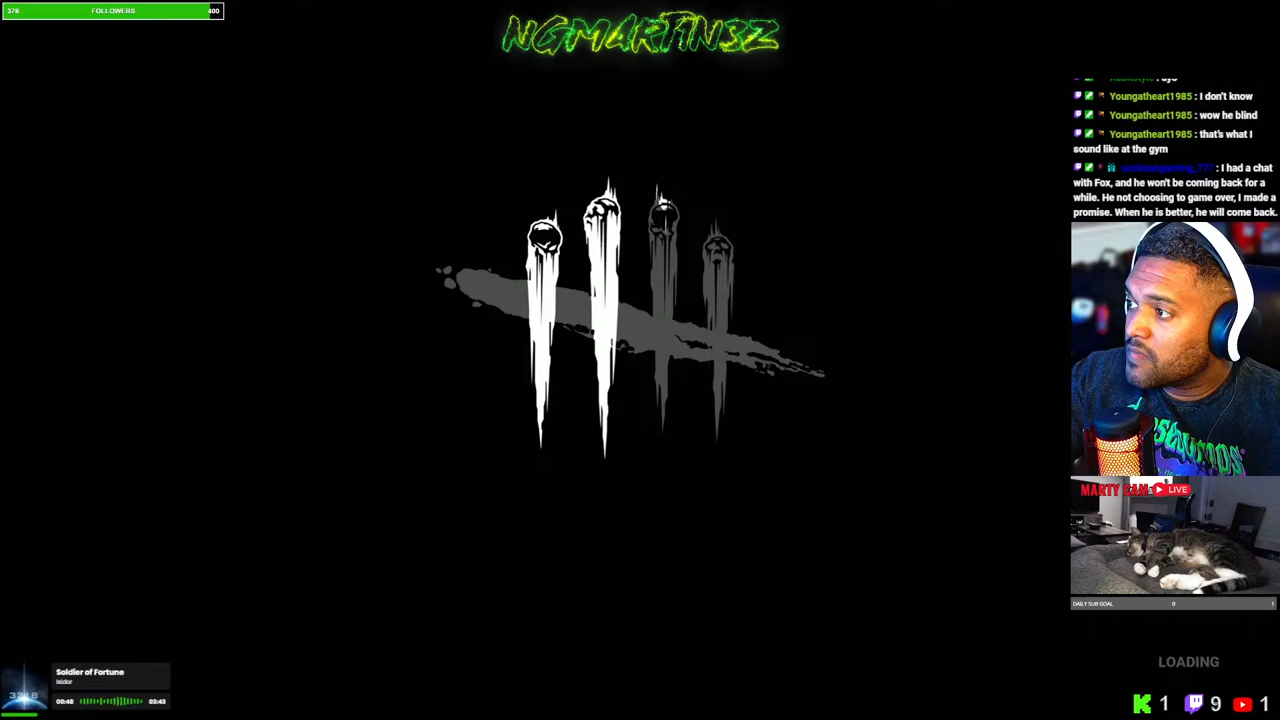 376 FOLLOWERS 400
NGMART1N3Z
Youngatheart1985 : I don't know
Youngatheart1985 : wow he blind
Youngatheart1985 : that's what I
sound like at the gym
: I had a chat
with Fox, and he won't be coming back for a
while. He not choosing to game over, I made a
promise. When he is better, he will come back.
MARTY CAM LIVE
DAILY SUB GOAL 0 1
Soldier of Fortune
Isidor
00:48 03:43
LOADING
1 9 1